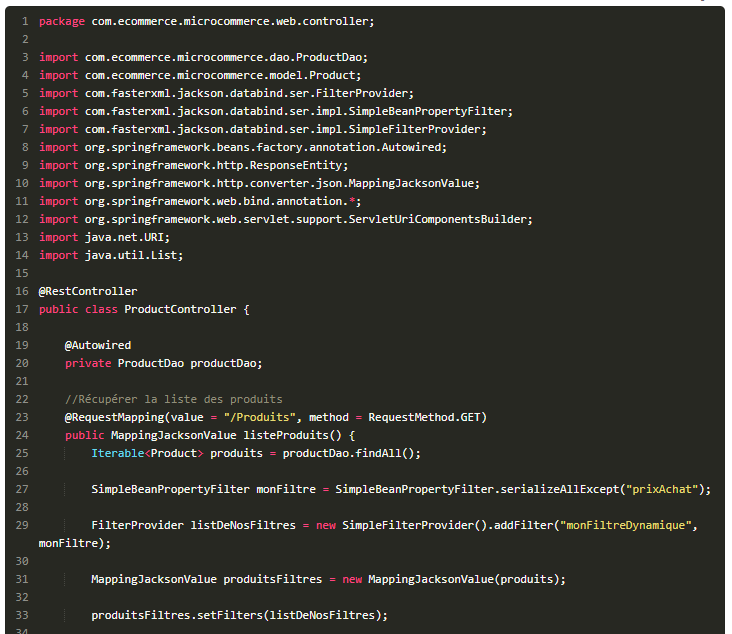 1 package com.ecommerce.microcommerce.web.controller;
2
3 import com.ecommerce.microcommerce.dao.ProductDao;
4 import com.ecommerce.microcommerce.model.Product;
5 import com.fasterxml.jackson.databind.ser.FilterProvider;
6 import com.fasterxml.jackson.databind.ser.impl.SimpleBeanPropertyFilter;
7 import com.fasterxml.jackson.databind.ser.impl.SimpleFilterProvider;
8 import org.springframework.beans.factory.annotation.Autowired;
9 import org.springframework.http.ResponseEntity;
10 import org.springframework.http.converter.json.MappingJacksonValue;
11 import org.springframework.web.bind.annotation.*;
12 import org.springframework.web.servlet.support.ServletUriComponentsBuilder;
13 import java.net.URI;
14 import java.util.List;
15
16 @RestController
17 public class ProductController {
18
19     @Autowired
20     private ProductDao productDao;
21
22     //Récupérer la liste des produits
23     @RequestMapping(value = "/Produits", method = RequestMethod.GET)
24     public MappingJacksonValue listeProduits() {
25         Iterable<Product> produits = productDao.findAll();
26
27         SimpleBeanPropertyFilter monFiltre = SimpleBeanPropertyFilter.serializeAllExcept("prixAchat");
28
29         FilterProvider listDeNosFiltres = new SimpleFilterProvider().addFilter("monFiltreDynamique",
monFiltre);
30
31         MappingJacksonValue produitsFiltres = new MappingJacksonValue(produits);
32
33         produitsFiltres.setFilters(listDeNosFiltres);
34